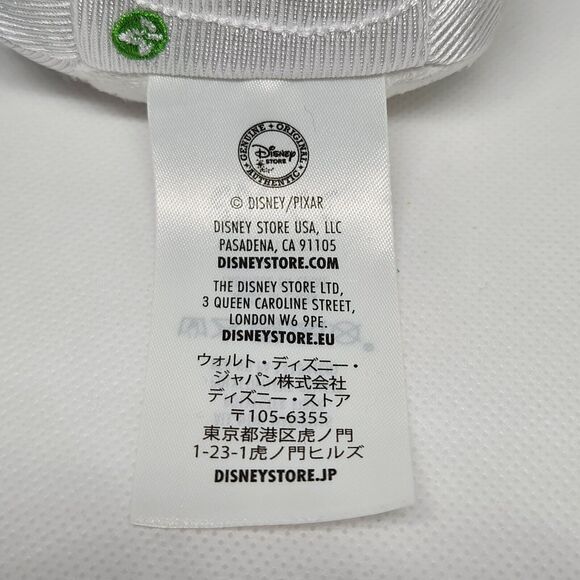 GENUINE • ORIGINAL
Disney
STORE
AUTHENTIC
© DISNEY/PIXAR
DISNEY STORE USA, LLC
PASADENA, CA 91105
DISNEYSTORE.COM
THE DISNEY STORE LTD,
3 QUEEN CAROLINE STREET,
LONDON W6 9PE.
DISNEYSTORE.EU
ウォルト・ディズニー・
ジャパン株式会社
ディズニー・ストア
〒105-6355
東京都港区虎ノ門
1-23-1虎ノ門ヒルズ
DISNEYSTORE.JP